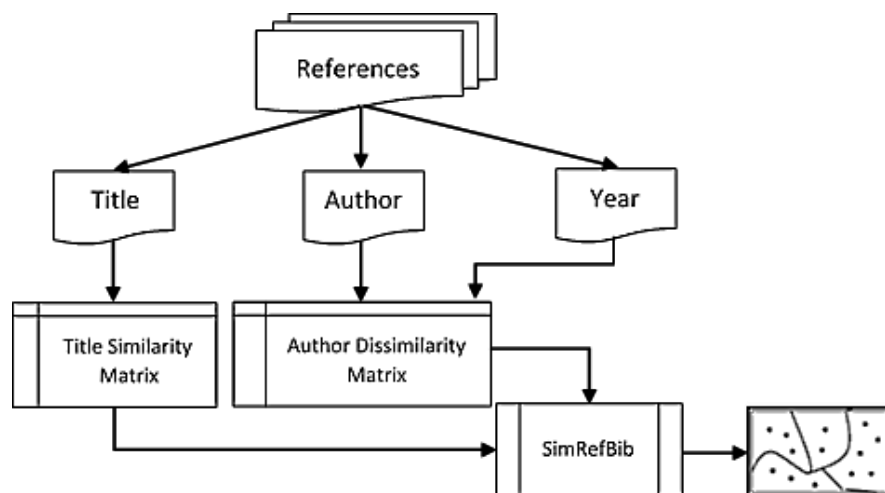 References
Title
Author
Year
Title Similarity
Matrix
Author Dissimilarity
Matrix
SimRefBib